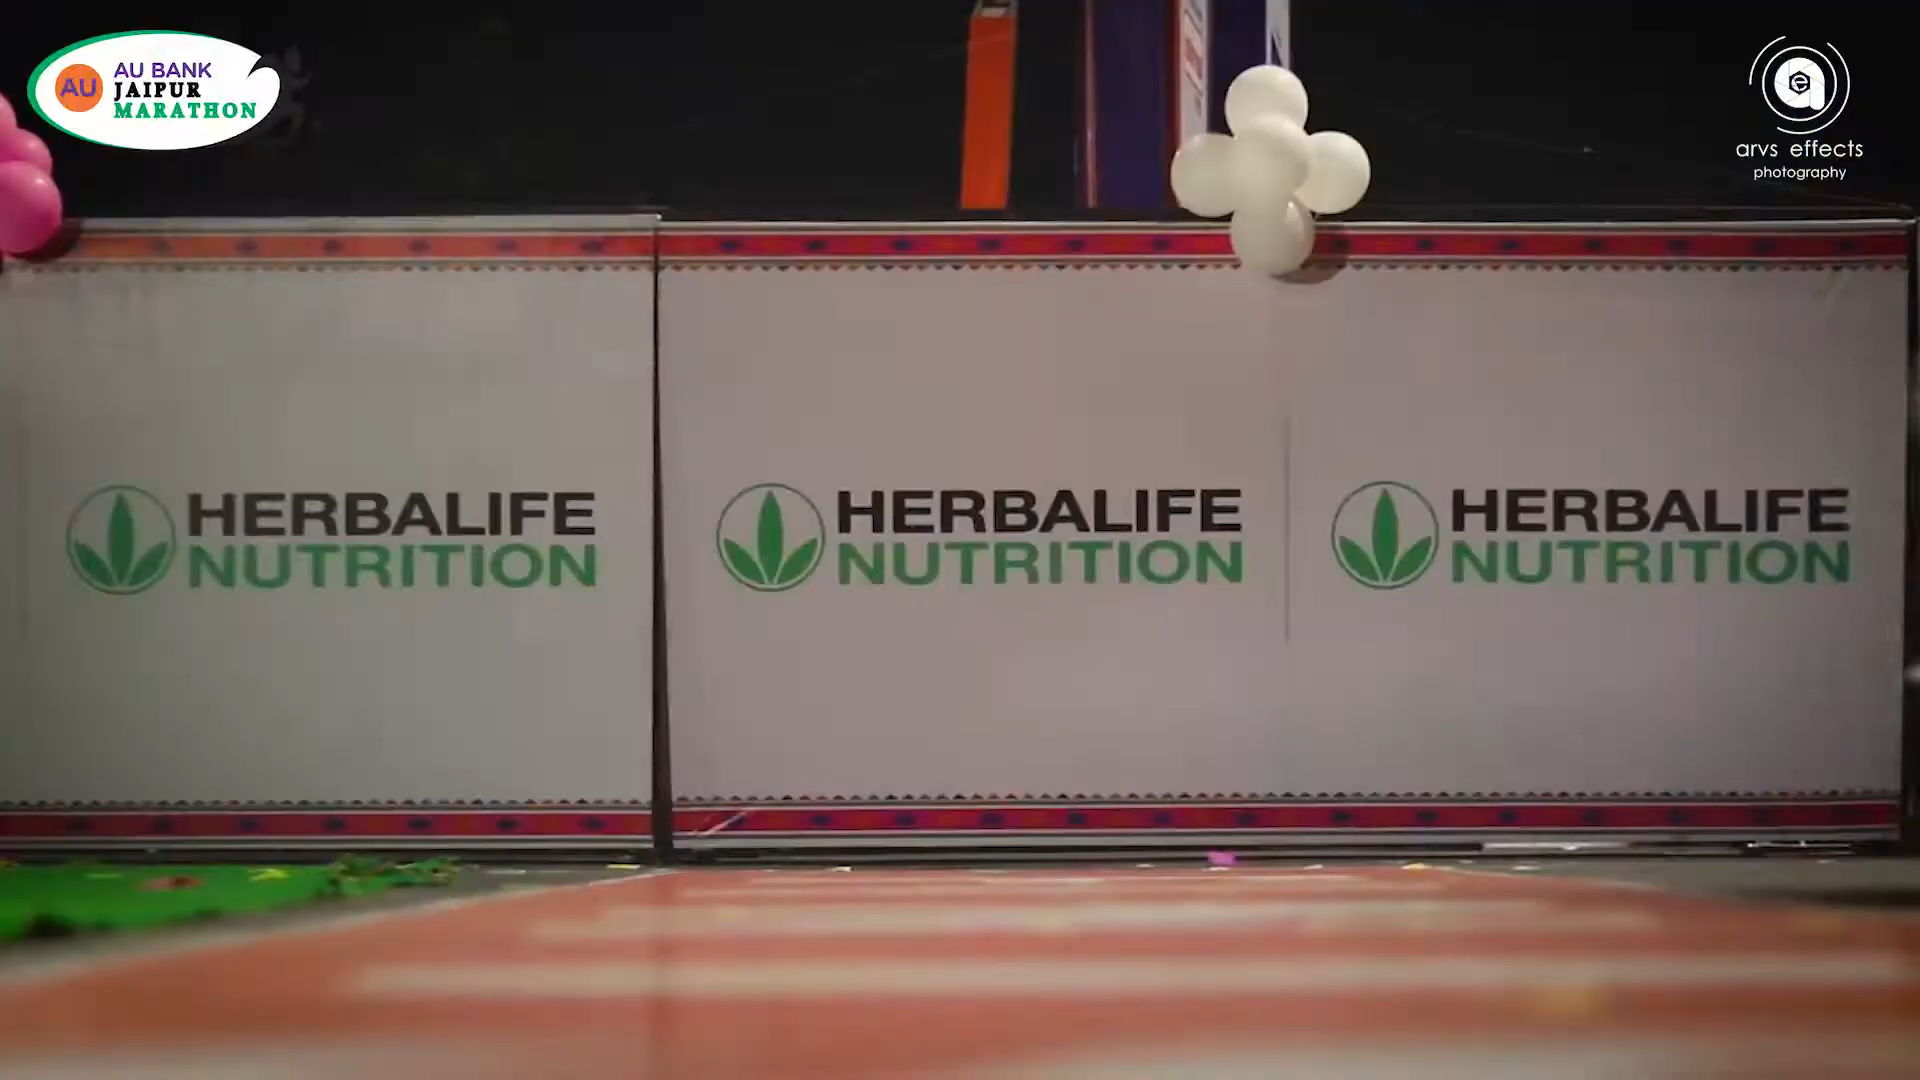 AU
AU BANK
JAIPUR
MARATHON
arvs effects
photography
HERBALIFE
NUTRITION
HERBALIFE
NUTRITION
HERBALIFE
NUTRITION